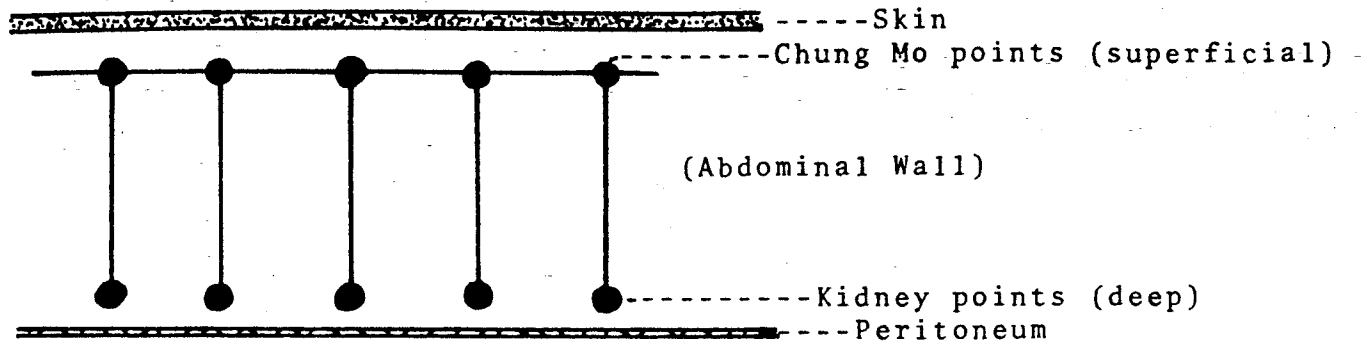 -----Skin
-------Chung Mo points (superficial)
(Abdominal Wall)
----------Kidney points (deep)
----Peritoneum